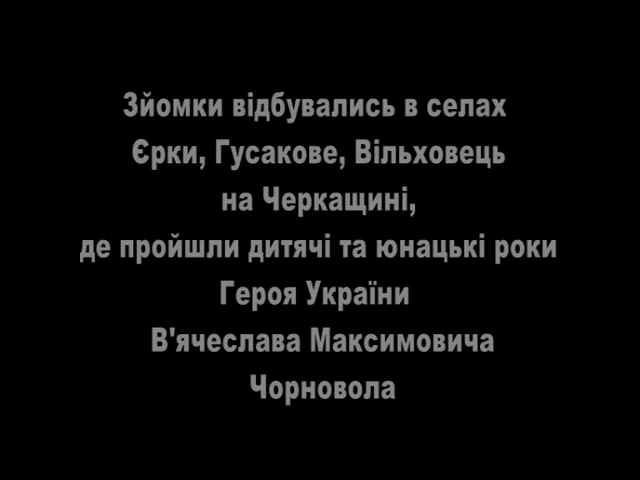 Зйомки відбувались в селах
Єрки, Гусакове, Вільховець
на Черкащині,
де пройшли дитячі та юнацькі роки
Героя України
В'ячеслава Максимовича
Чорновола